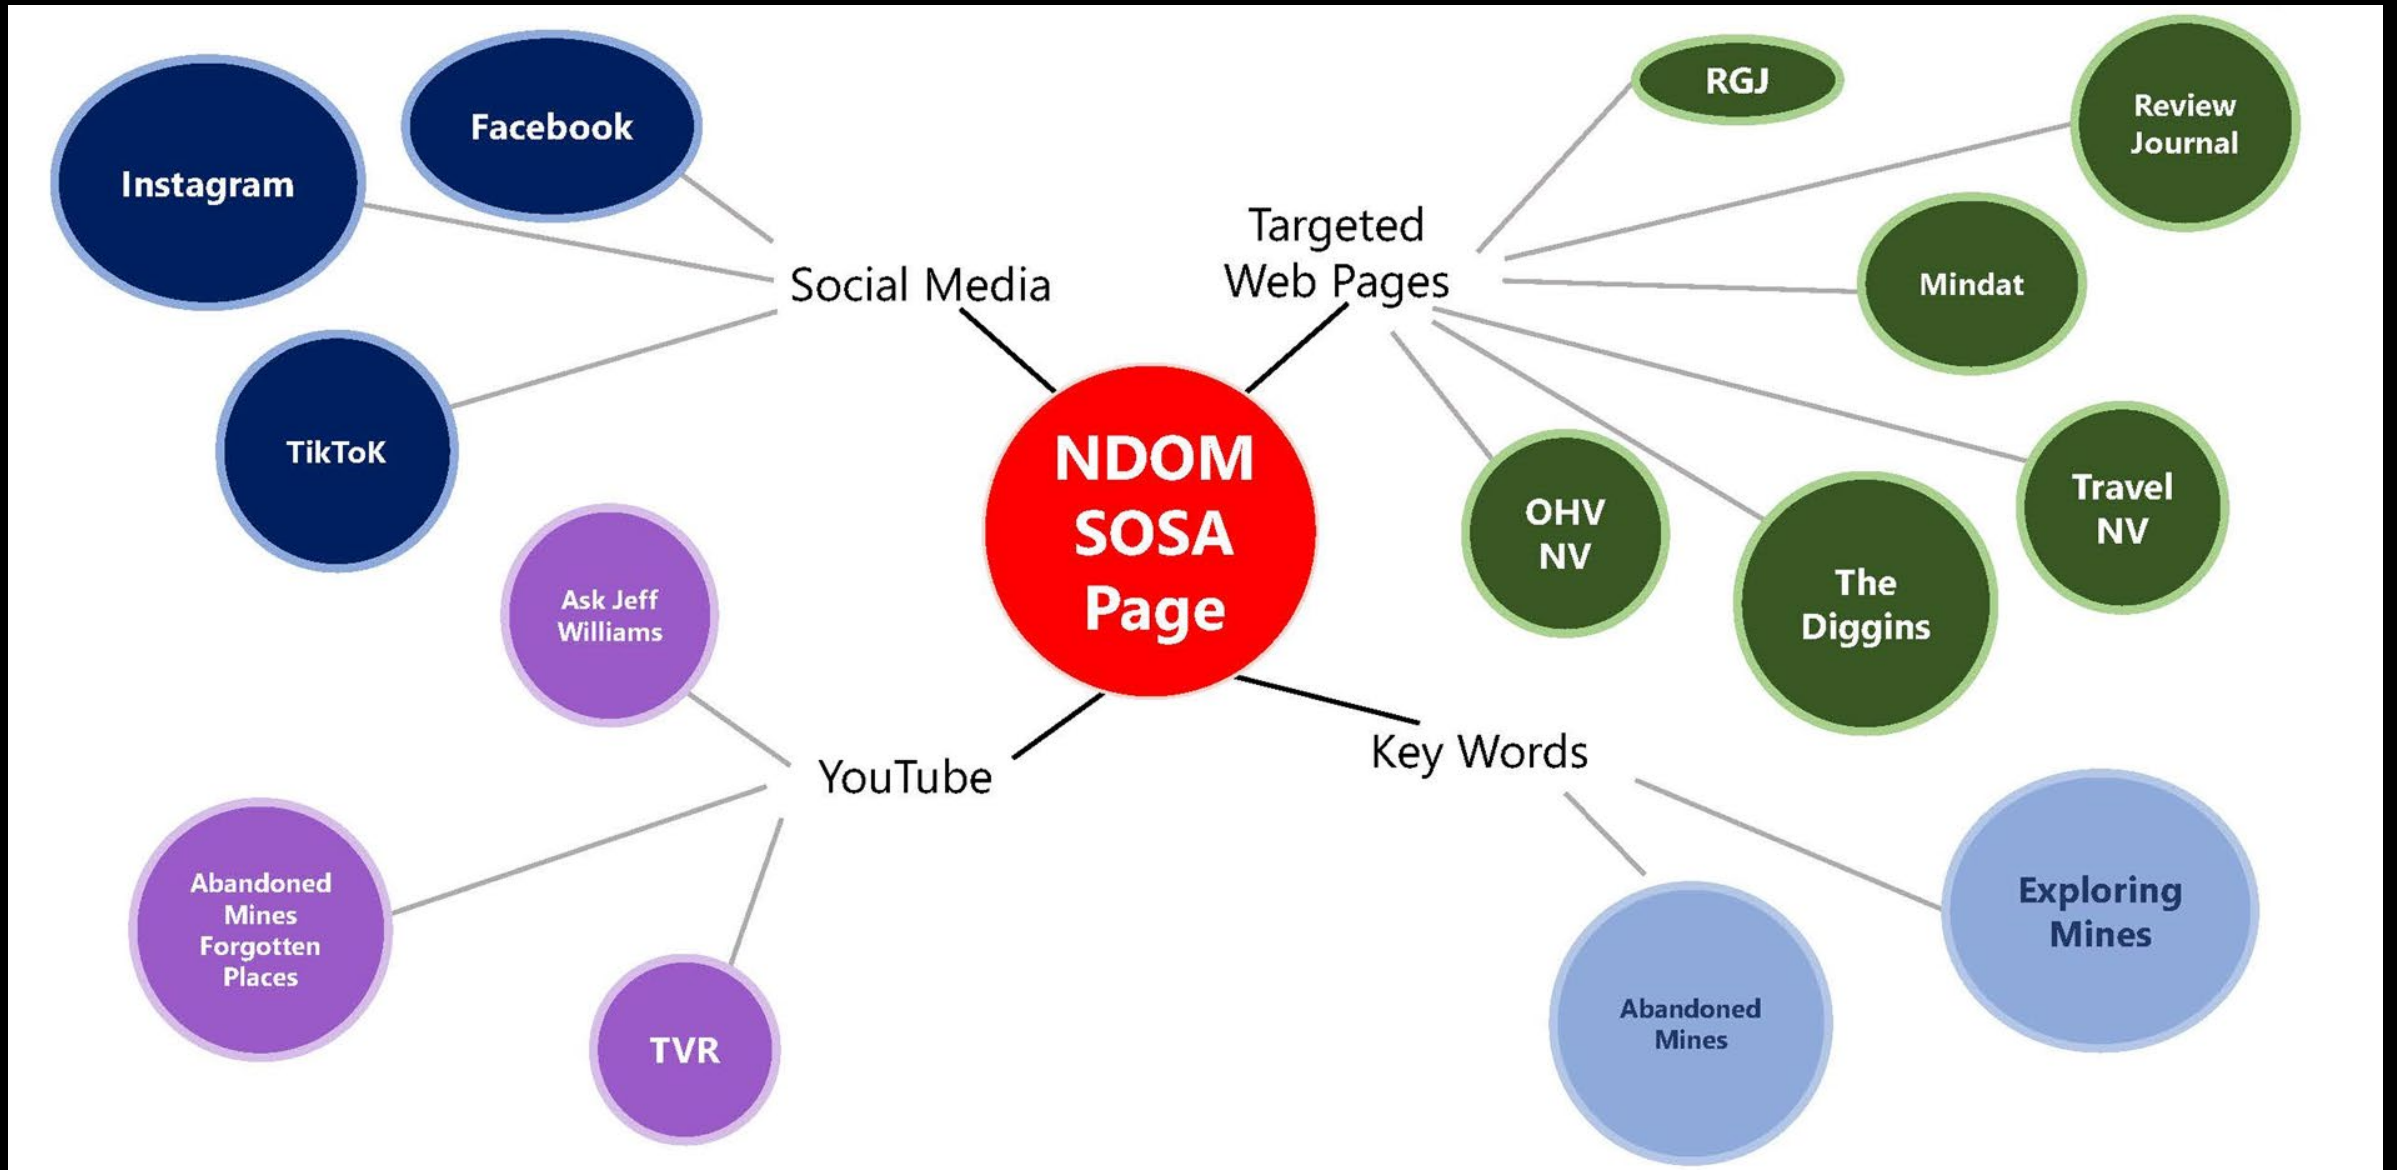 Instagram
Facebook
TikToK
Social Media
Targeted
Web Pages
RGJ
Review
Journal
Mindat
Travel
NV
The
Diggins
OHV
NV
NDOM
SOSA
Page
Ask Jeff
Williams
YouTube
Abandoned
Mines
Forgotten
Places
TVR
Key Words
Exploring
Mines
Abandoned
Mines